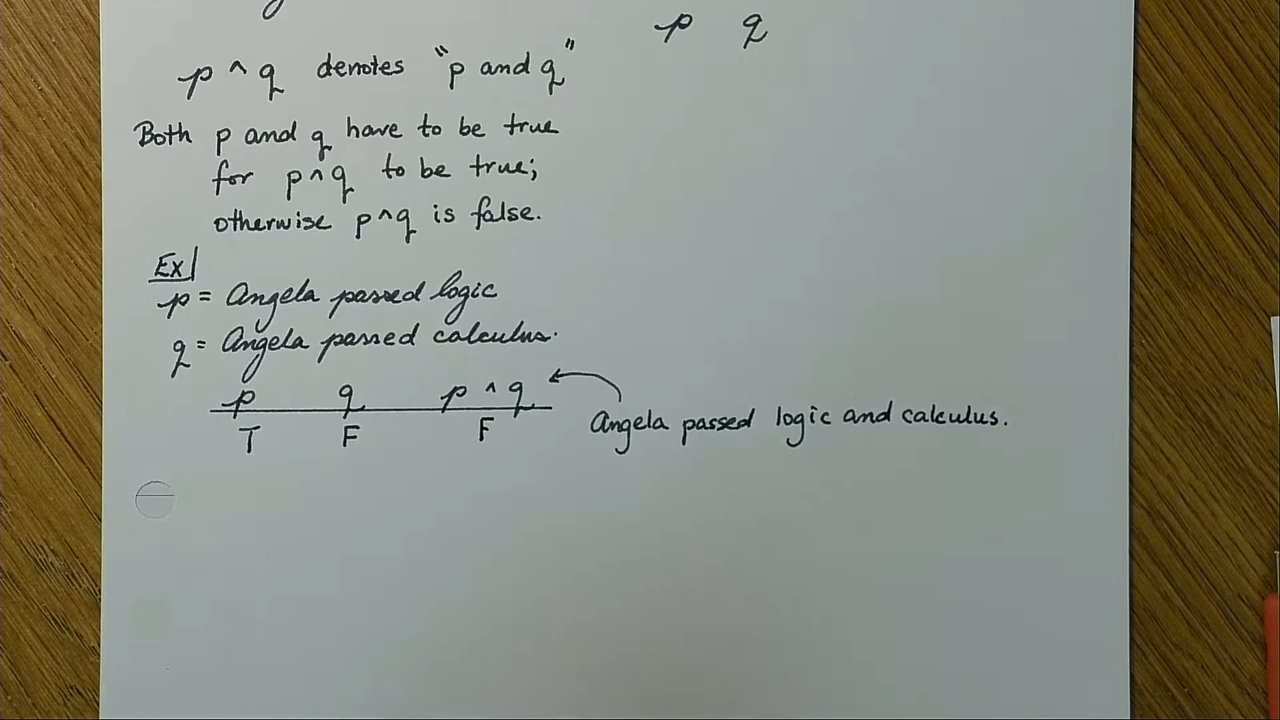 p q
p ^ q denotes "p and q"
Both p and q have to be true
for p ^ q to be true;
otherwise p ^ q is false.
Ex
p = Angela passed logic
q = Angela passed calculus.
p q p ^ q
T F F
Angela passed logic and calculus.